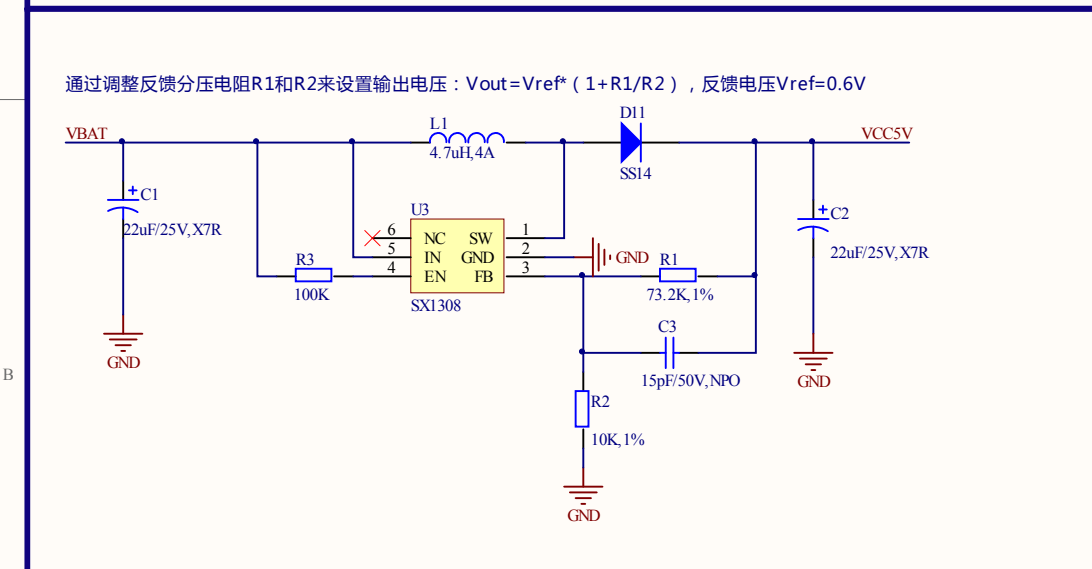 通过调整反馈分压电阻R1和R2来设置输出电压：Vout=Vref*（1+R1/R2），反馈电压Vref=0.6V
VBAT
L1
4.7uH,4A
D11
SS14
VCC5V
C1
22uF/25V,X7R
GND
R3
100K
U3
6 NC SW 1
5 IN GND 2
4 EN FB 3
SX1308
GND
R1
73.2K,1%
C3
15pF/50V,NPO
R2
10K,1%
GND
C2
22uF/25V,X7R
GND
B